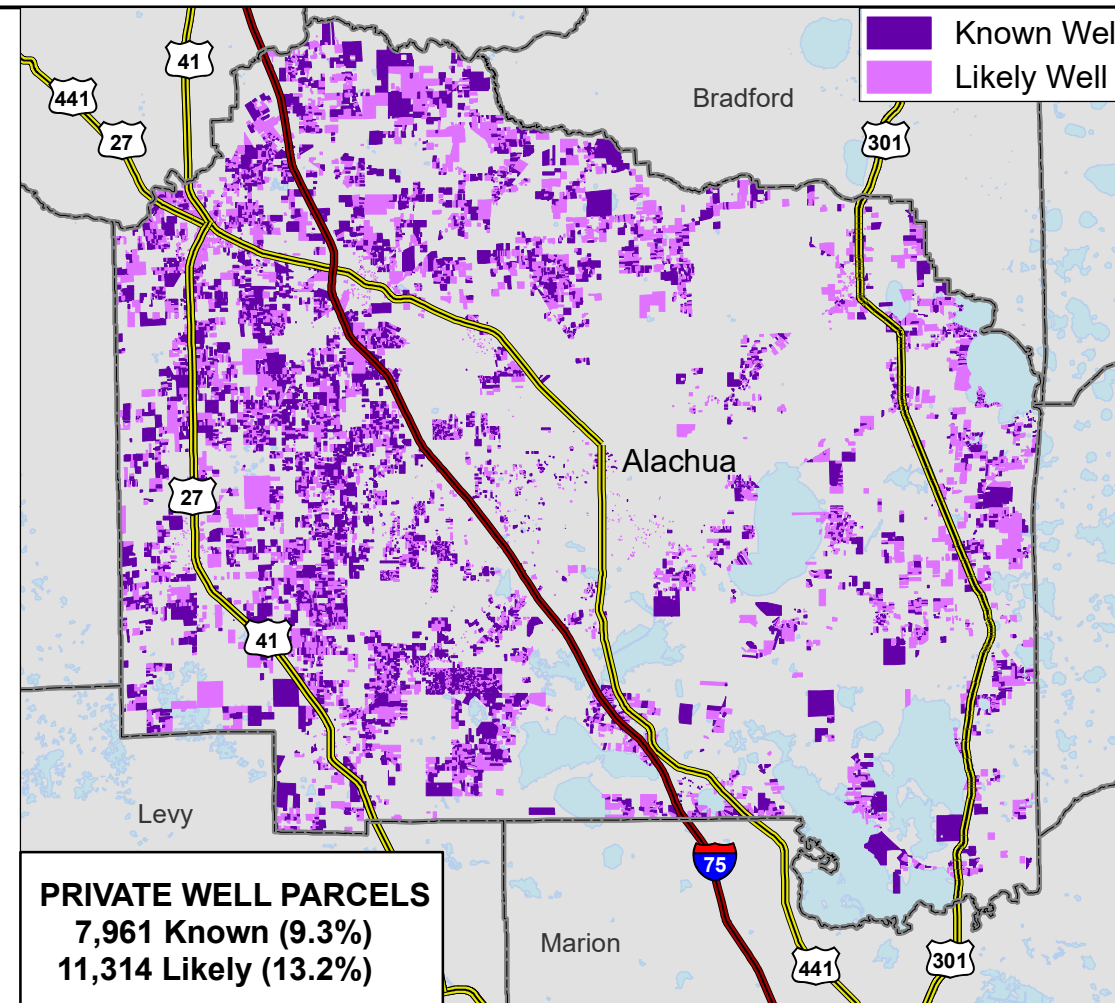 Known Wel
Likely Well
41
441
Bradford
27
301
Alachua
27
41
Levy
75
PRIVATE WELL PARCELS
7,961 Known (9.3%)
11,314 Likely (13.2%)
Marion
441
301